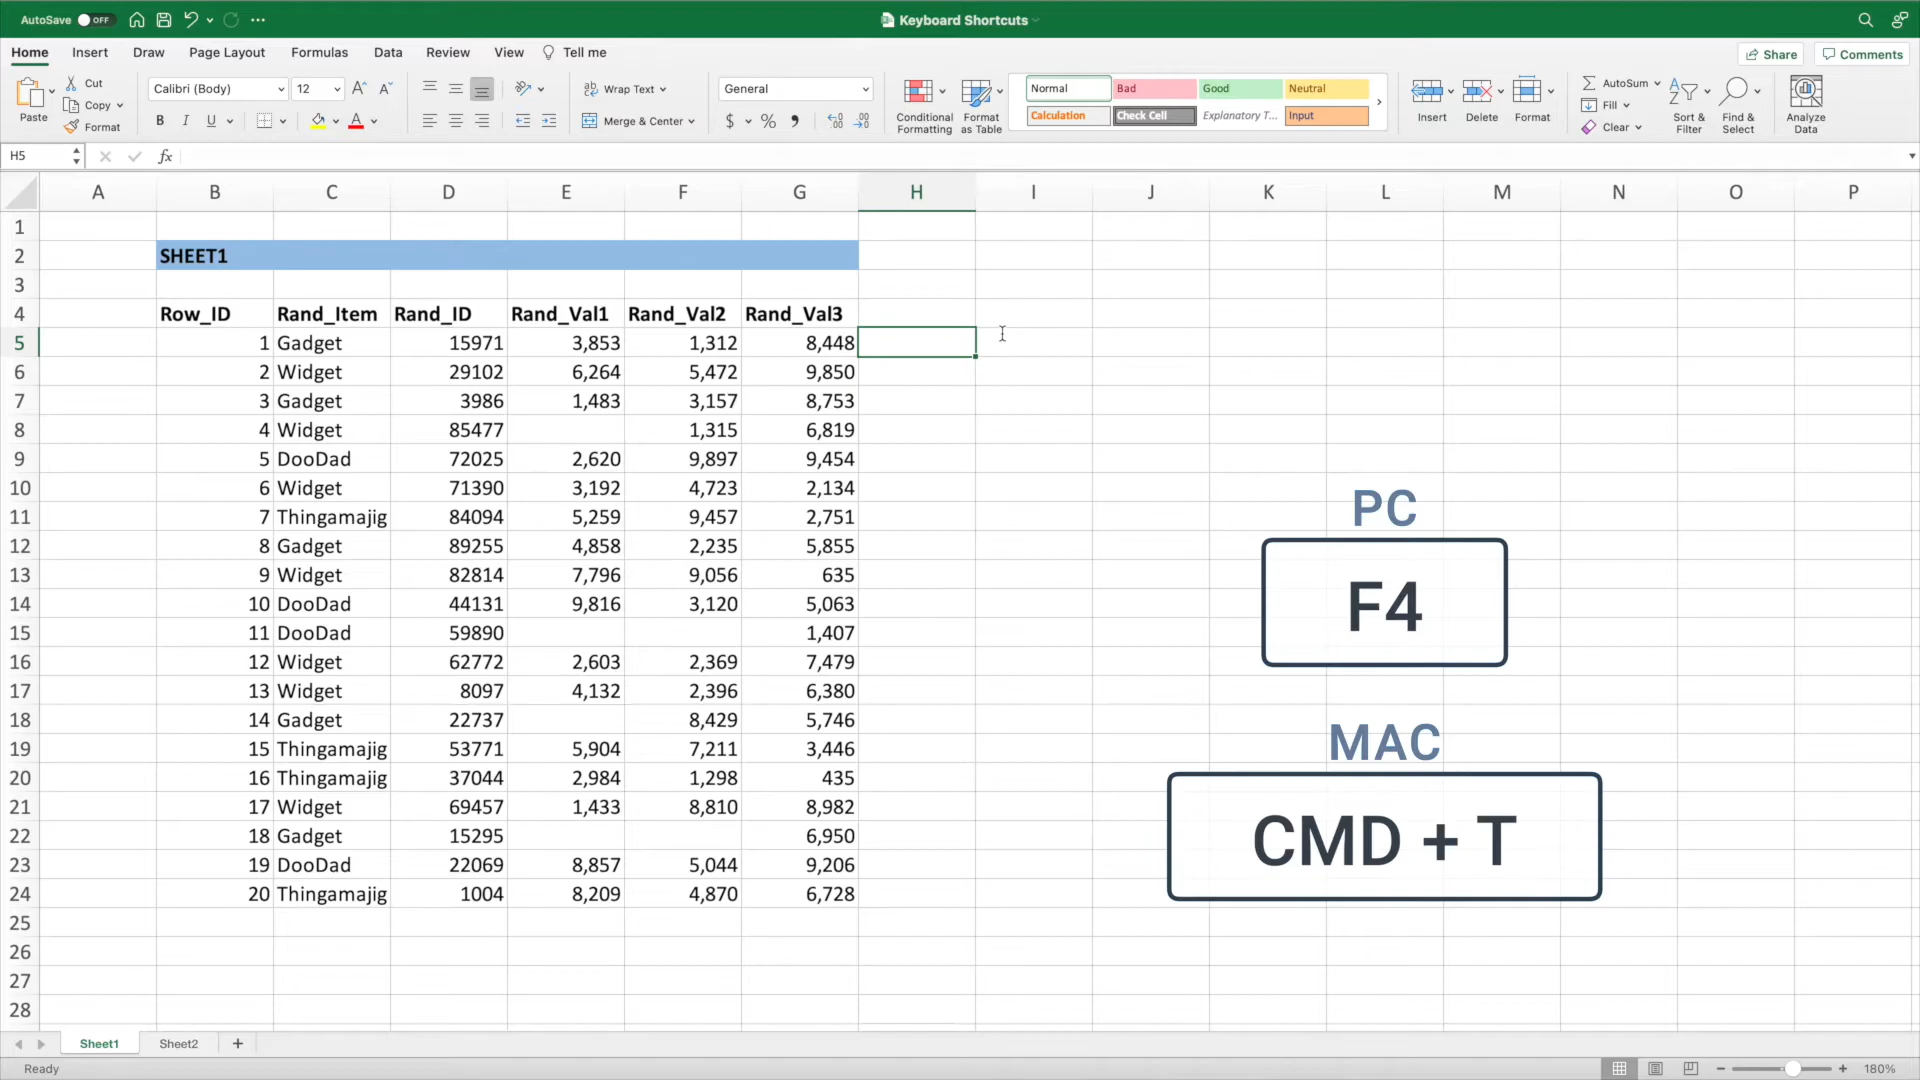 AutoSave OFF Keyboard Shortcuts
Home Insert Draw Page Layout Formulas Data Review View Tell me Share Comments
Paste Cut Copy Format
Calibri (Body) 12
B I U A
Wrap Text
Merge & Center
General
$ % 9
Conditional Formatting
Format as Table
Normal Bad Good Neutral
Calculation Check Cell Explanatory T... Input
Insert Delete Format
AutoSum
Fill
Clear
Sort & Filter
Find & Select
Analyze Data
H5 fx
A B C D E F G H I J K L M N O P
1
2 SHEET1
3
4 Row_ID Rand_Item Rand_ID Rand_Val1 Rand_Val2 Rand_Val3
5 1 Gadget 15971 3,853 1,312 8,448
6 2 Widget 29102 6,264 5,472 9,850
7 3 Gadget 3986 1,483 3,157 8,753
8 4 Widget 85477 1,315 6,819
9 5 DooDad 72025 2,620 9,897 9,454
10 6 Widget 71390 3,192 4,723 2,134
11 7 Thingamajig 84094 5,259 9,457 2,751
12 8 Gadget 89255 4,858 2,235 5,855
13 9 Widget 82814 7,796 9,056 635
14 10 DooDad 44131 9,816 3,120 5,063
15 11 DooDad 59890 1,407
16 12 Widget 62772 2,603 2,369 7,479
17 13 Widget 8097 4,132 2,396 6,380
18 14 Gadget 22737 8,429 5,746
19 15 Thingamajig 53771 5,904 7,211 3,446
20 16 Thingamajig 37044 2,984 1,298 435
21 17 Widget 69457 1,433 8,810 8,982
22 18 Gadget 15295 6,950
23 19 DooDad 22069 8,857 5,044 9,206
24 20 Thingamajig 1004 8,209 4,870 6,728
25
26
27
28
PC
F4
MAC
CMD + T
Sheet1 Sheet2 +
Ready 180%